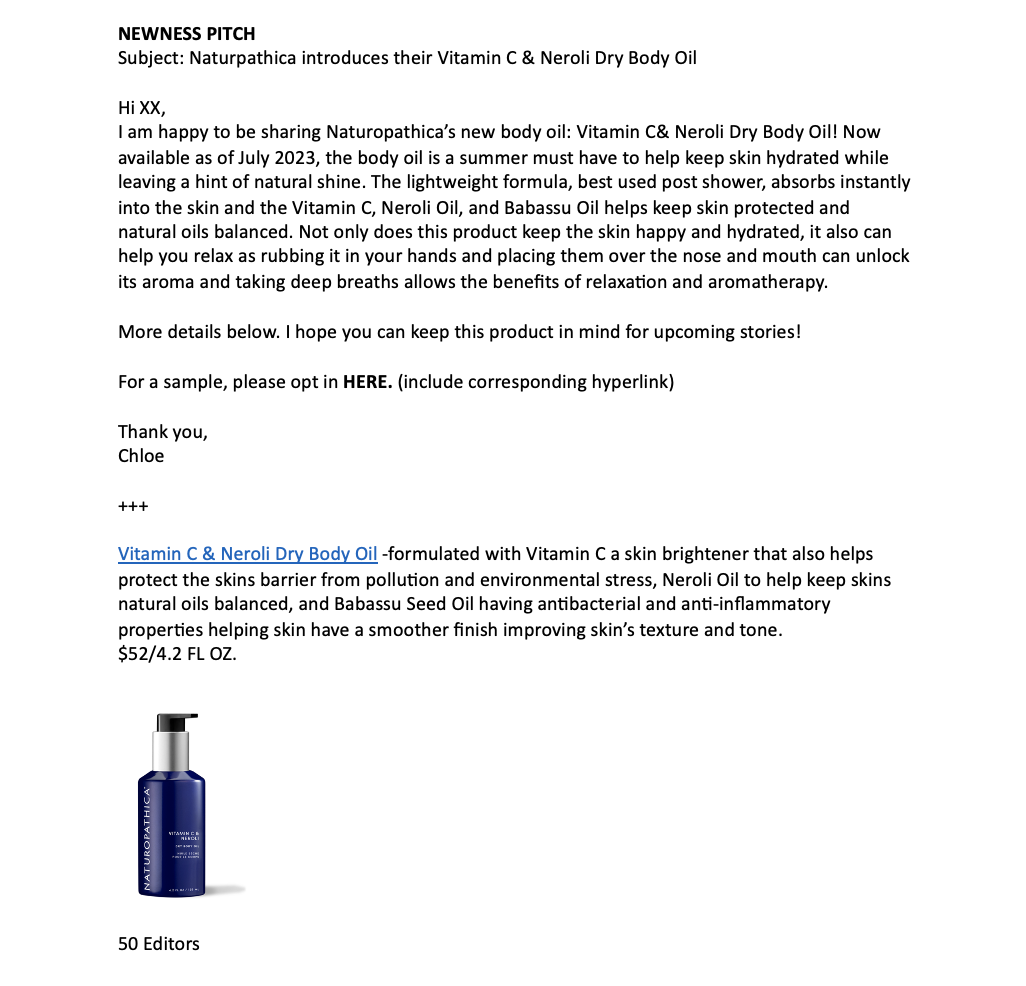 NEWNESS PITCH
Subject: Naturpathica introduces their Vitamin C & Neroli Dry Body Oil
Hi XX,
I am happy to be sharing Naturopathica’s new body oil: Vitamin C& Neroli Dry Body Oil! Now
available as of July 2023, the body oil is a summer must have to help keep skin hydrated while
leaving a hint of natural shine. The lightweight formula, best used post shower, absorbs instantly
into the skin and the Vitamin C, Neroli Oil, and Babassu Oil helps keep skin protected and
natural oils balanced. Not only does this product keep the skin happy and hydrated, it also can
help you relax as rubbing it in your hands and placing them over the nose and mouth can unlock
its aroma and taking deep breaths allows the benefits of relaxation and aromatherapy.
More details below. I hope you can keep this product in mind for upcoming stories!
For a sample, please opt in HERE. (include corresponding hyperlink)
Thank you,
Chloe
+++
Vitamin C & Neroli Dry Body Oil -formulated with Vitamin C a skin brightener that also helps
protect the skins barrier from pollution and environmental stress, Neroli Oil to help keep skins
natural oils balanced, and Babassu Seed Oil having antibacterial and anti-inflammatory
properties helping skin have a smoother finish improving skin’s texture and tone.
$52/4.2 FL OZ.
NATUROPATHICA
VITAMIN C &
NEROLI
DRY BODY OIL
50 Editors